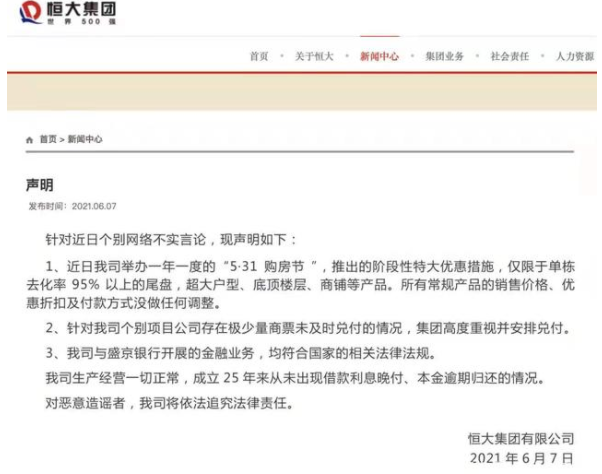 恒大集团
世界500强
首页 • 关于恒大 • 新闻中心 • 集团业务 • 社会责任 • 人力资源
首页 > 新闻中心
声明
发布时间：2021.06.07
针对近日个别网络不实言论，现声明如下：
1、近日我司举办一年一度的“5·31 购房节 ”，推出的阶段性特大优惠措施，仅限于单栋
去化率 95% 以上的尾盘，超大户型、底顶楼层、商铺等产品。所有常规产品的销售价格、优
惠折扣及付款方式没做任何调整。
2、针对我司个别项目公司存在极少量商票未及时兑付的情况，集团高度重视并安排兑付。
3、我司与盛京银行开展的金融业务，均符合国家的相关法律法规。
我司生产经营一切正常，成立 25 年来从未出现借款利息晚付、本金逾期归还的情况。
对恶意造谣者，我司将依法追究法律责任。
恒大集团有限公司
2021 年 6 月 7 日